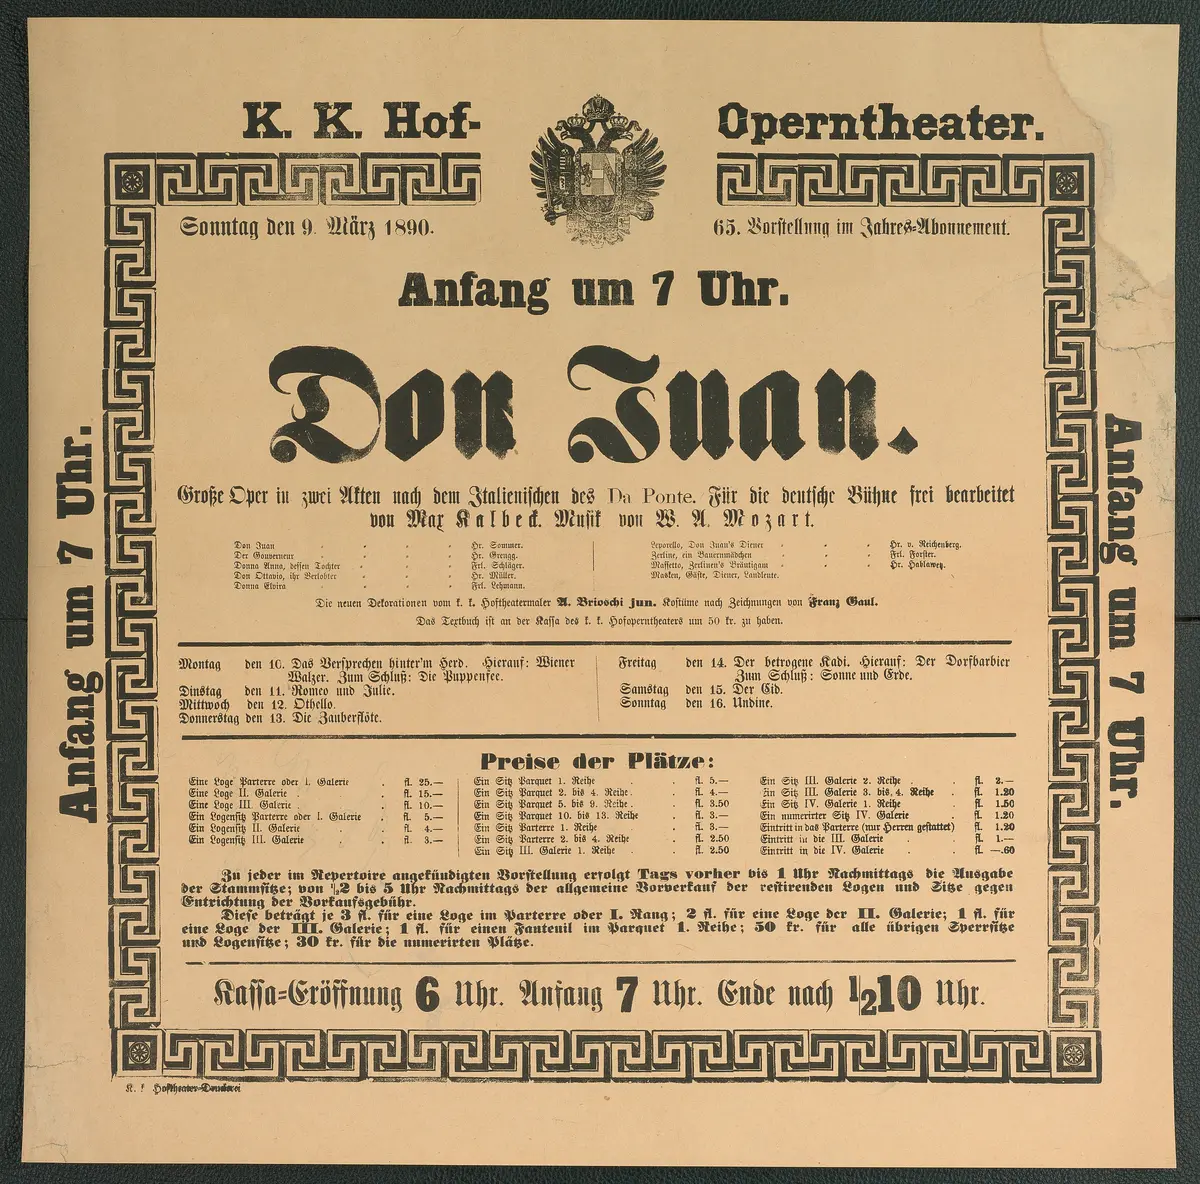 K. K. Hof-Operntheater.
Sonntag den 9. März 1890.
65. Vorstellung im Jahres-Abonnement.
Anfang um 7 Uhr.
Don Juan.
Große Oper in zwei Akten nach dem Italienischen des Da Ponte. Für die deutsche Bühne frei bearbeitet
von Max Kalbeck. Musik von W. A. Mozart.
Don Juan . . . . Hr. Sommer.
Der Gouverneur . . . . Hr. Grengg.
Donna Anna, dessen Tochter . . . Frl. Schläger.
Don Ottavio, ihr Verlobter . . . Hr. Müller.
Donna Elvira . . . . Frl. Lehmann.
Leporello, Don Juan's Diener . . . Hr. v. Reichenberg.
Zerline, ein Bauernmädchen . . . Frl. Forster.
Massetto, Zerlinen's Bräutigam . . . Hr. Hablawetz.
Masken, Gäste, Diener, Landleute.
Die neuen Dekorationen vom k. k. Hoftheatermaler A. Brioschi jun. Kostüme nach Zeichnungen von Franz Gaul.
Das Textbuch ist an der Kassa des k. k. Hofoperntheaters um 50 kr. zu haben.
Montag den 10. Das Versprechen hinter'm Herd. Hierauf: Wiener
Walzer. Zum Schluß: Die Puppenfee.
Dinstag den 11. Romeo und Julie.
Mittwoch den 12. Othello.
Donnerstag den 13. Die Zauberflöte.
Freitag den 14. Der betrogene Kadi. Hierauf: Der Dorfbarbier
Zum Schluß: Sonne und Erde.
Samstag den 15. Der Cid.
Sonntag den 16. Undine.
Preise der Plätze:
Eine Loge Parterre oder I. Galerie . fl. 25.—
Eine Loge II. Galerie . . fl. 15.—
Eine Loge III. Galerie . . fl. 10.—
Ein Logensitz Parterre oder I. Galerie . fl. 5.—
Ein Logensitz II. Galerie . . fl. 4.—
Ein Logensitz III. Galerie . . fl. 3.—
Ein Sitz Parquet 1. Reihe . . fl. 5.—
Ein Sitz Parquet 2. bis 4. Reihe . . fl. 4.—
Ein Sitz Parquet 5. bis 9. Reihe . . fl. 3.50
Ein Sitz Parquet 10. bis 13. Reihe . fl. 3.—
Ein Sitz Parterre 1. Reihe . . fl. 3.—
Ein Sitz Parterre 2. bis 4. Reihe . fl. 2.50
Ein Sitz III. Galerie 1. Reihe . . fl. 2.50
Ein Sitz III. Galerie 2. Reihe . . fl. 2.—
Ein Sitz III. Galerie 3. bis 4. Reihe . fl. 1.20
Ein Sitz IV. Galerie 1. Reihe . . fl. 1.50
Ein numerirter Sitz IV. Galerie . fl. 1.20
Eintritt in das Parterre (nur Herren gestattet) fl. 1.20
Eintritt in die III. Galerie . . fl. 1.—
Eintritt in die IV. Galerie . . fl. —.60
Zu jeder im Repertoire angekündigten Vorstellung erfolgt Tags vorher bis 1 Uhr Nachmittags die Ausgabe
der Stammsitze; von ½2 bis 5 Uhr Nachmittags der allgemeine Vorverkauf der restirenden Logen und Sitze gegen
Entrichtung der Vorkaufsgebühr.
Diese beträgt je 3 fl. für eine Loge im Parterre oder I. Rang; 2 fl. für eine Loge der II. Galerie; 1 fl. für
eine Loge der III. Galerie; 1 fl. für einen Fauteuil im Parquet 1. Reihe; 50 kr. für alle übrigen Sperrsitze
und Logensitze; 30 kr. für die numerirten Plätze.
Kassa-Eröffnung 6 Uhr. Anfang 7 Uhr. Ende nach ½10 Uhr.
K. k Hoftheater-Druckerei
Anfang um 7 Uhr.
Anfang um 7 Uhr.